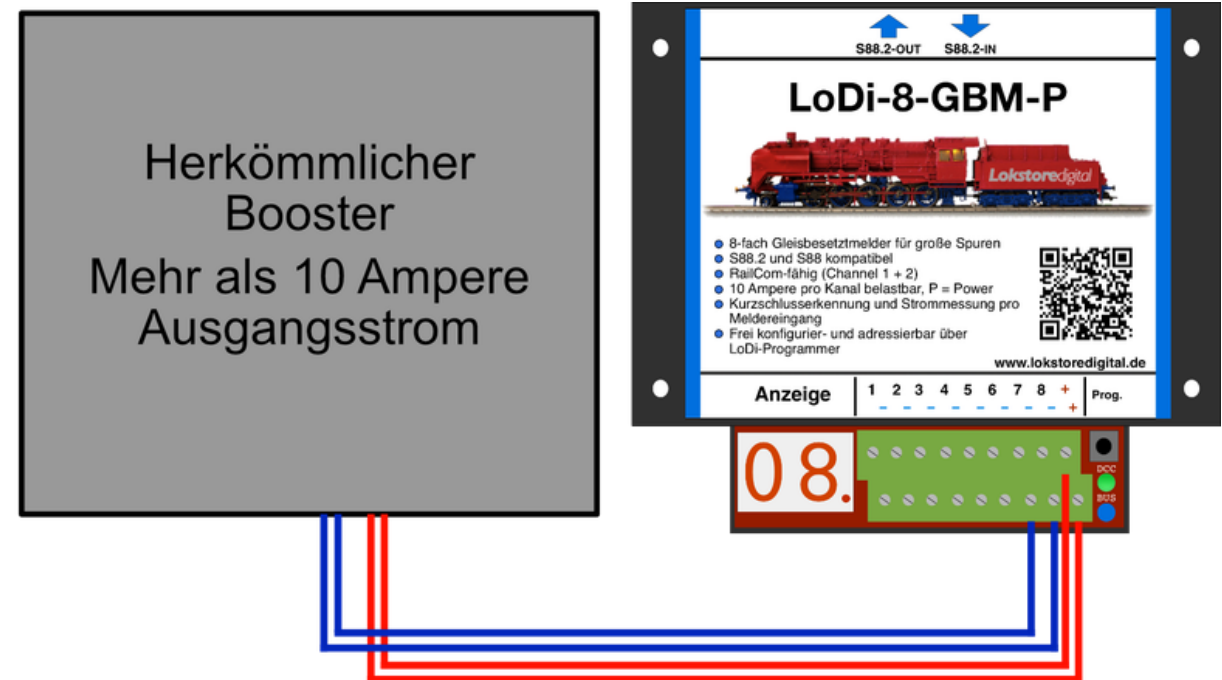 Herkömmlicher
Booster
Mehr als 10 Ampere
Ausgangsstrom
S88.2-OUT S88.2-IN
LoDi-8-GBM-P
Lokstoredigital
8-fach Gleisbesetztmelder für große Spuren
S88.2 und S88 kompatibel
RailCom-fähig (Channel 1 + 2)
10 Ampere pro Kanal belastbar, P = Power
Kurzschlusserkennung und Strommessung pro
Meldereingang
Frei konfigurier- und adressierbar über
LoDi-Programmer
www.lokstoredigital.de
Anzeige 1 2 3 4 5 6 7 8 + Prog.
- - - - - - - - +
08.
DCC
BUS